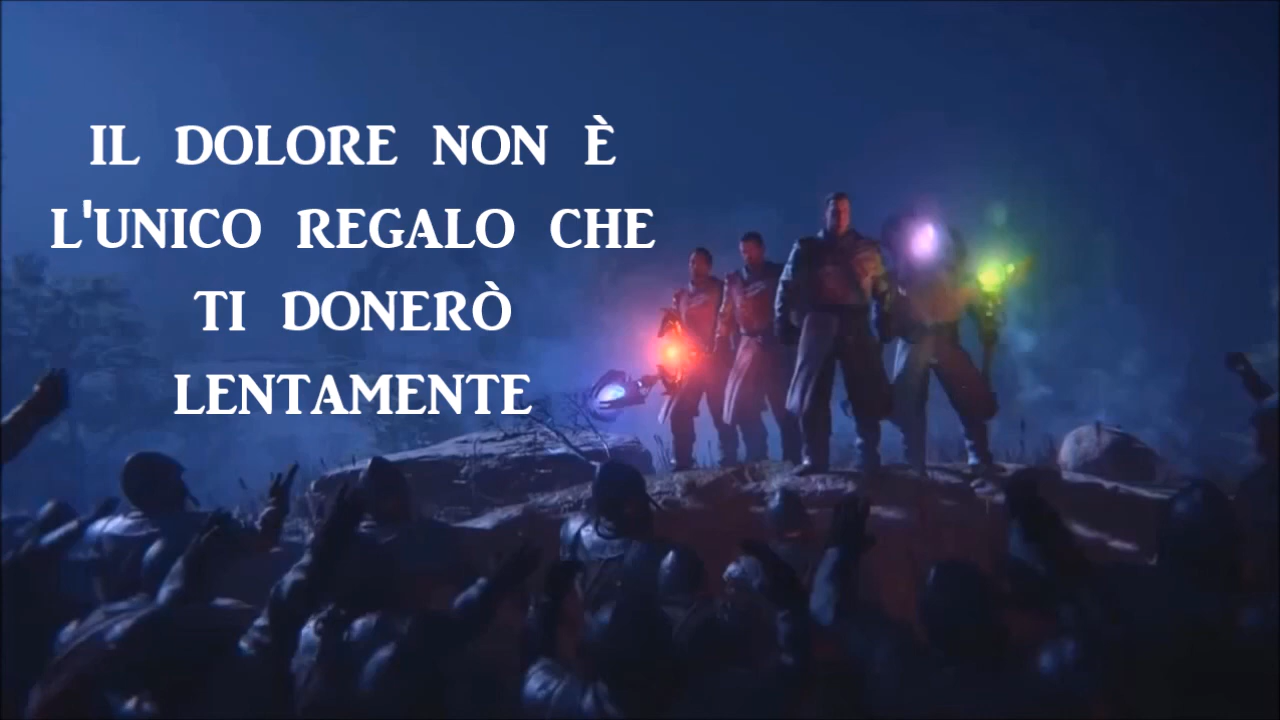 IL DOLORE NON È
L'UNICO REGALO CHE
TI DONERÒ
LENTAMENTE